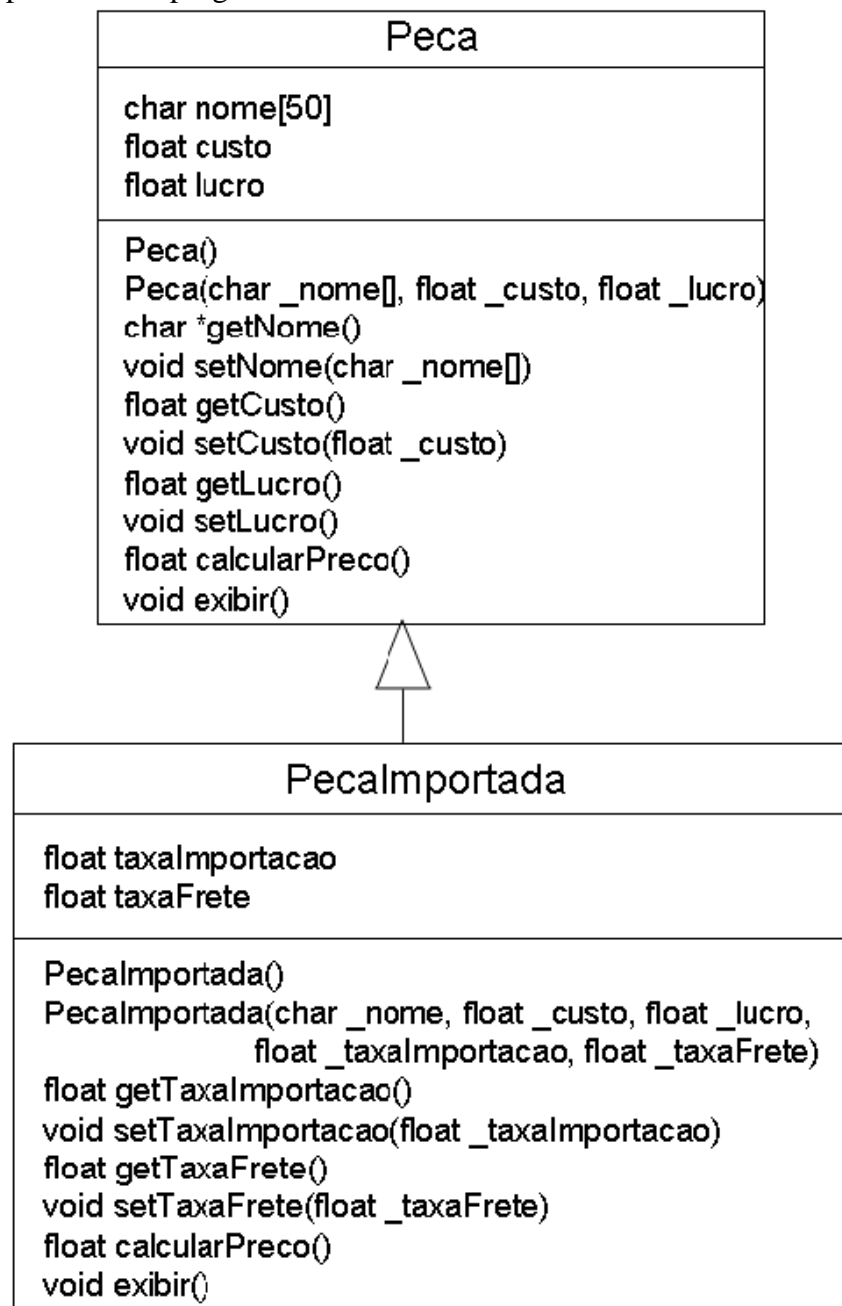 Peca
char nome[50]
float custo
float lucro
Peca()
Peca(char _nome[], float _custo, float _lucro)
char *getNome()
void setNome(char _nome[])
float getCusto()
void setCusto(float _custo)
float getLucro()
void setLucro()
float calcularPreco()
void exibir()
PecaImportada
float taxaImportacao
float taxaFrete
PecaImportada()
PecaImportada(char _nome, float _custo, float _lucro,
float _taxaImportacao, float _taxaFrete)
float getTaxaImportacao()
void setTaxaImportacao(float _taxaImportacao)
float getTaxaFrete()
void setTaxaFrete(float _taxaFrete)
float calcularPreco()
void exibir()